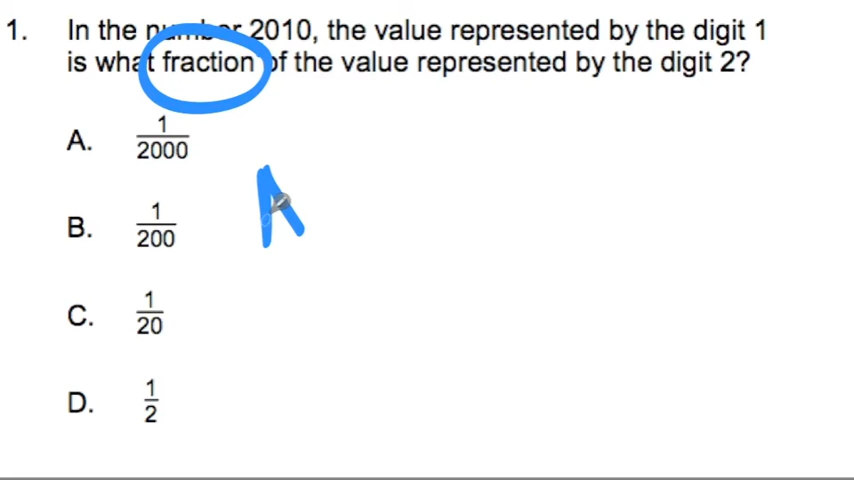 1. In the number 2010, the value represented by the digit 1
is what fraction of the value represented by the digit 2?
A. 1/2000
B. 1/200
C. 1/20
D. 1/2